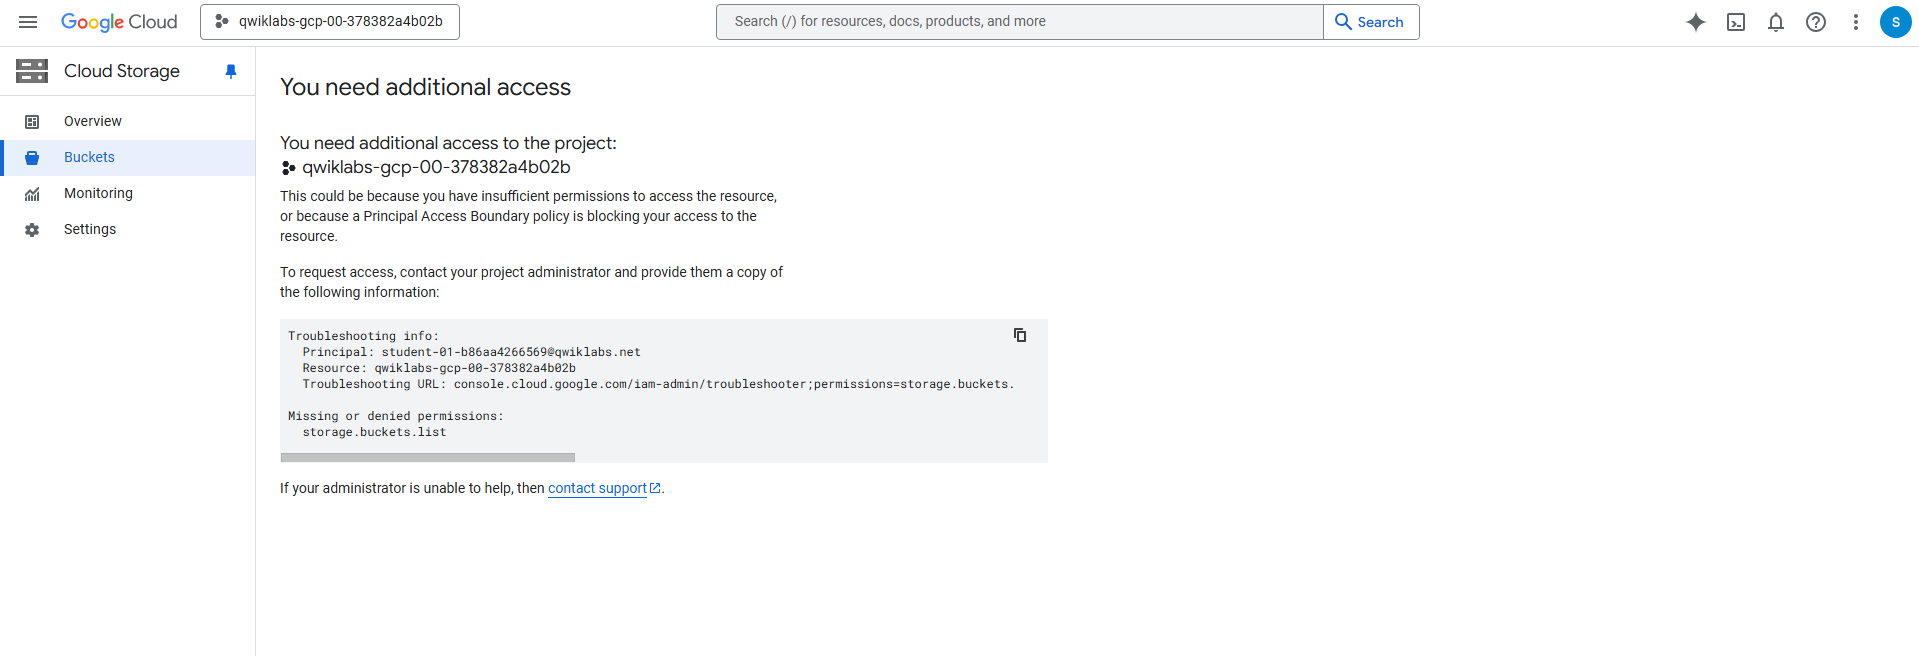 Google Cloud
qwiklabs-gcp-00-378382a4b02b
Search (/) for resources, docs, products, and more
Search
S
Cloud Storage
Overview
Buckets
Monitoring
Settings
You need additional access
You need additional access to the project:
qwiklabs-gcp-00-378382a4b02b
This could be because you have insufficient permissions to access the resource,
or because a Principal Access Boundary policy is blocking your access to the
resource.
To request access, contact your project administrator and provide them a copy of
the following information:
Troubleshooting info:
Principal: student-01-b86aa4266569@qwiklabs.net
Resource: qwiklabs-gcp-00-378382a4b02b
Troubleshooting URL: console.cloud.google.com/iam-admin/troubleshooter;permissions=storage.buckets.
Missing or denied permissions:
storage.buckets.list
If your administrator is unable to help, then contact support.